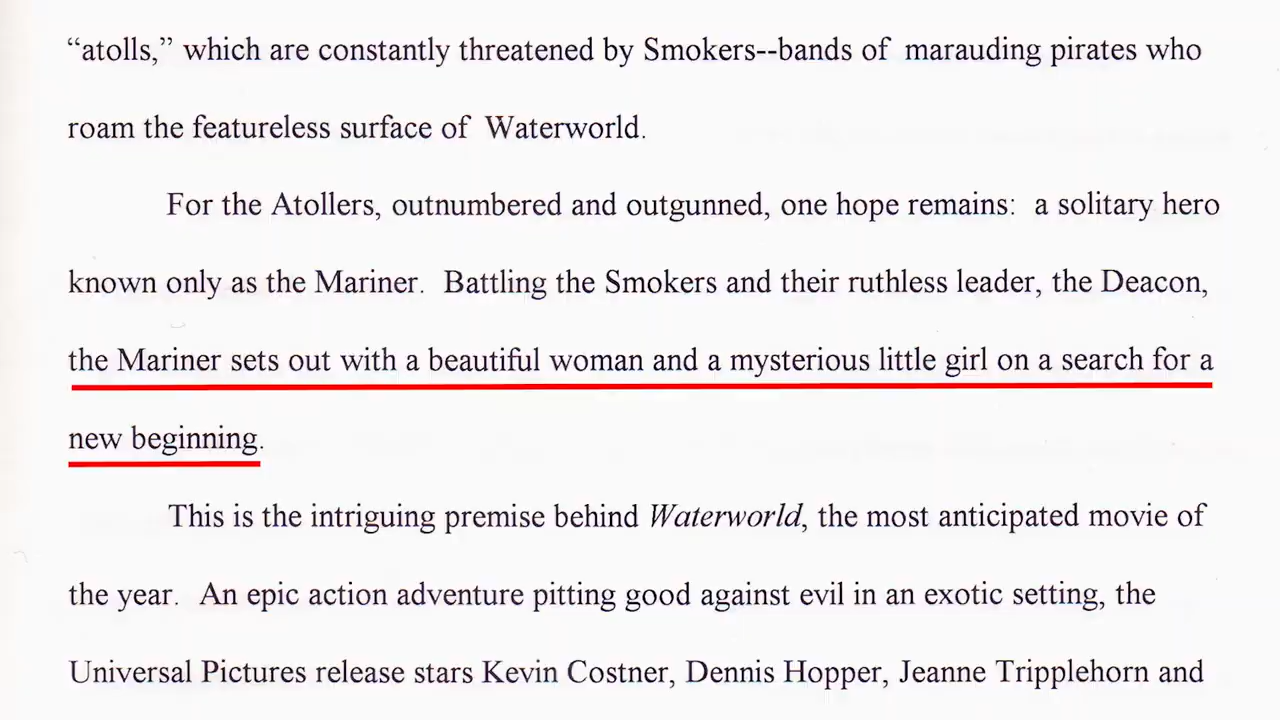 “atolls,” which are constantly threatened by Smokers--bands of marauding pirates who
roam the featureless surface of Waterworld.
For the Atollers, outnumbered and outgunned, one hope remains: a solitary hero
known only as the Mariner. Battling the Smokers and their ruthless leader, the Deacon,
the Mariner sets out with a beautiful woman and a mysterious little girl on a search for a
new beginning.
This is the intriguing premise behind Waterworld, the most anticipated movie of
the year. An epic action adventure pitting good against evil in an exotic setting, the
Universal Pictures release stars Kevin Costner, Dennis Hopper, Jeanne Tripplehorn and